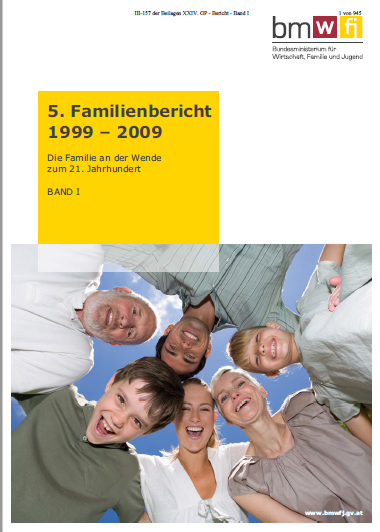 III-157 der Beilagen XXIV. GP - Bericht - Band I
1 von 945
bmwfj
Bundesministerium für
Wirtschaft, Familie und Jugend
5. Familienbericht
1999 – 2009
Die Familie an der Wende
zum 21. Jahrhundert
BAND I
www.bmwfj.gv.at